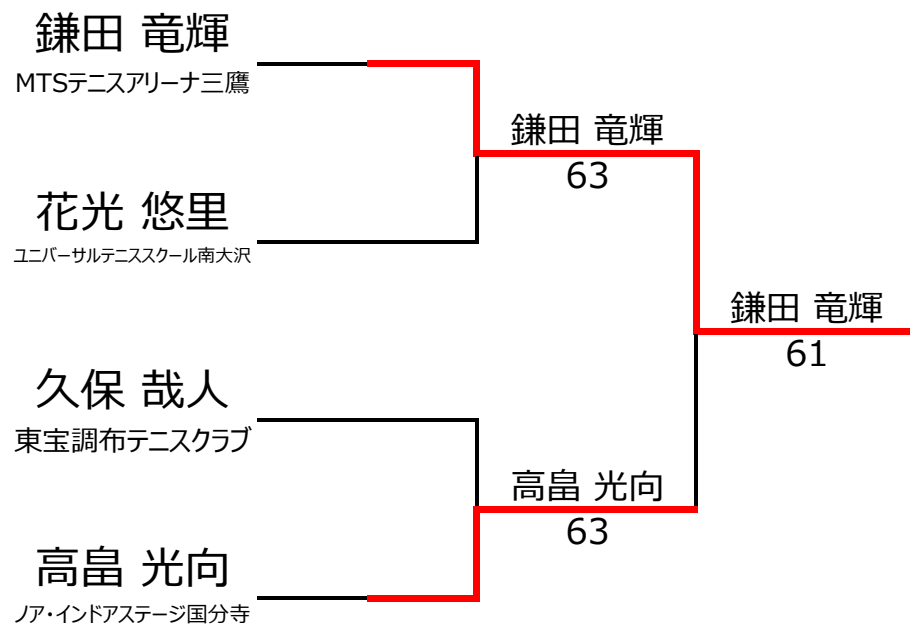 鎌田 竜輝
MTSテニスアリーナ三鷹
鎌田 竜輝
63
花光 悠里
ユニバーサルテニススクール南大沢
鎌田 竜輝
61
久保 哉人
東宝調布テニスクラブ
高畠 光向
63
高畠 光向
ノア・インドアステージ国分寺